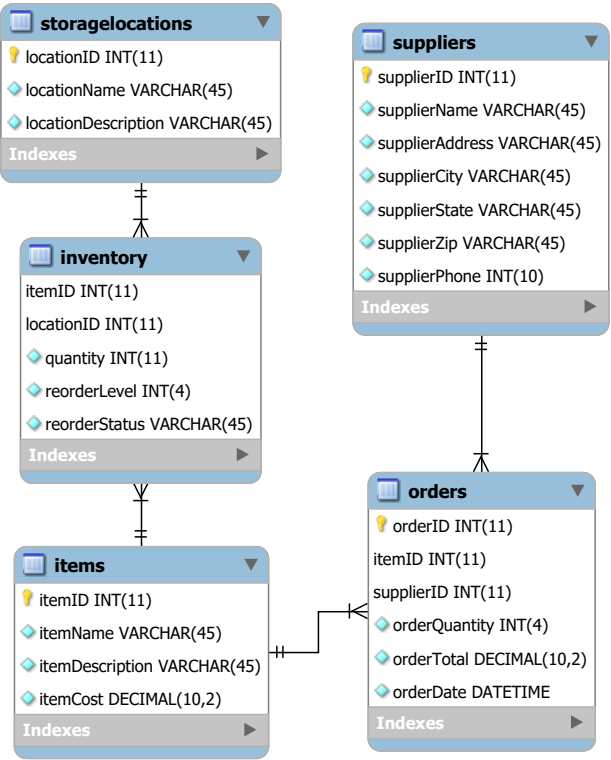 storagelocations
locationID INT(11)
locationName VARCHAR(45)
locationDescription VARCHAR(45)
Indexes
suppliers
supplierID INT(11)
supplierName VARCHAR(45)
supplierAddress VARCHAR(45)
supplierCity VARCHAR(45)
supplierState VARCHAR(45)
supplierZip VARCHAR(45)
supplierPhone INT(10)
Indexes
inventory
itemID INT(11)
locationID INT(11)
quantity INT(11)
reorderLevel INT(4)
reorderStatus VARCHAR(45)
Indexes
items
itemID INT(11)
itemName VARCHAR(45)
itemDescription VARCHAR(45)
itemCost DECIMAL(10,2)
Indexes
orders
orderID INT(11)
itemID INT(11)
supplierID INT(11)
orderQuantity INT(4)
orderTotal DECIMAL(10,2)
orderDate DATETIME
Indexes